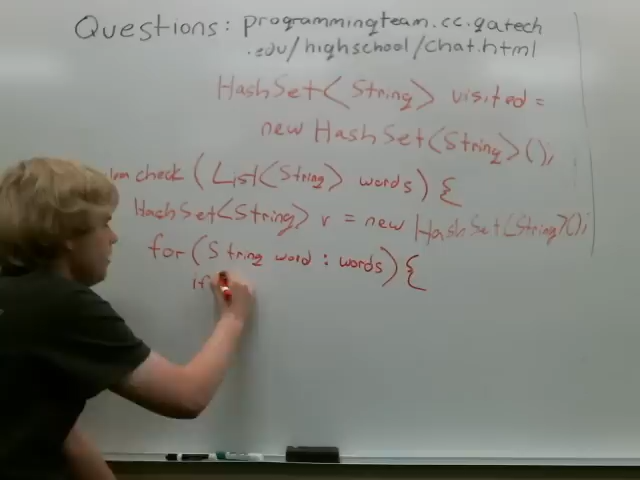 Questions: programmingteam.cc.gatech
.edu/highschool/chat.html
HashSet<String> visited =
new HashSet<String>();
check (List<String> words) {
HashSet<String> v = new HashSet<String>();
for (String word : words) {
if